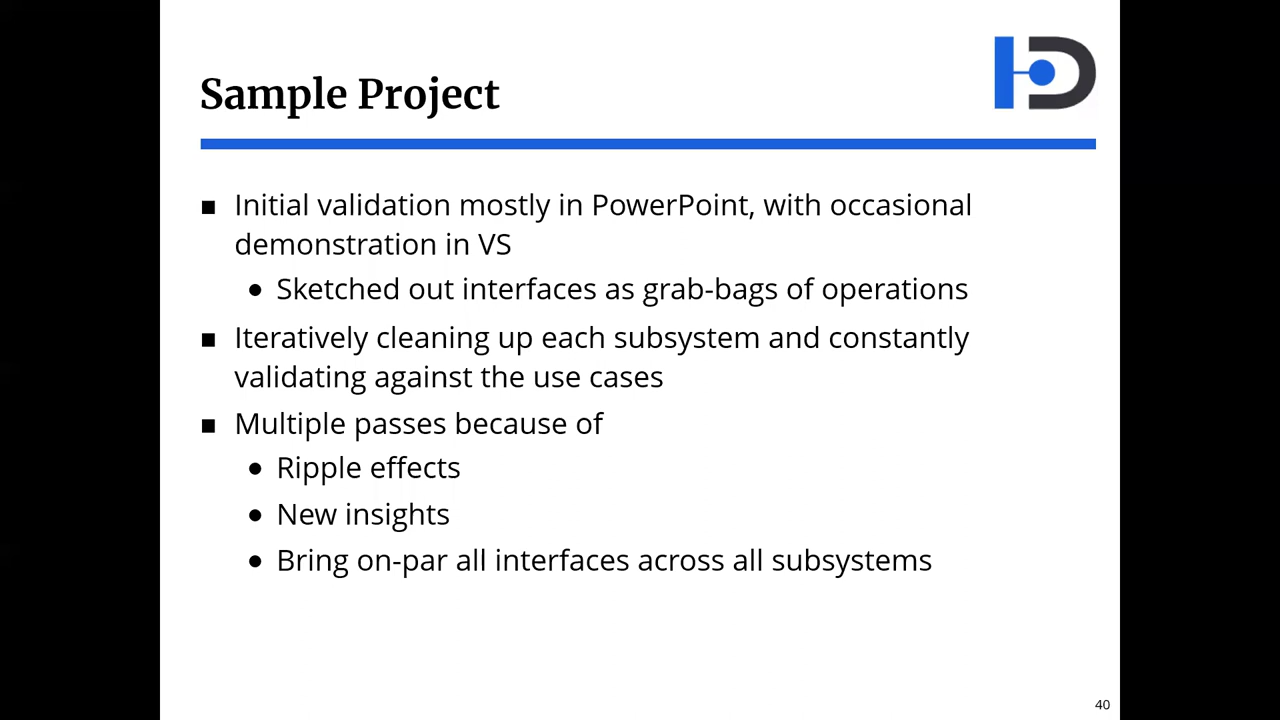 Sample Project
■ Initial validation mostly in PowerPoint, with occasional
demonstration in VS
● Sketched out interfaces as grab-bags of operations
■ Iteratively cleaning up each subsystem and constantly
validating against the use cases
■ Multiple passes because of
● Ripple effects
● New insights
● Bring on-par all interfaces across all subsystems
40